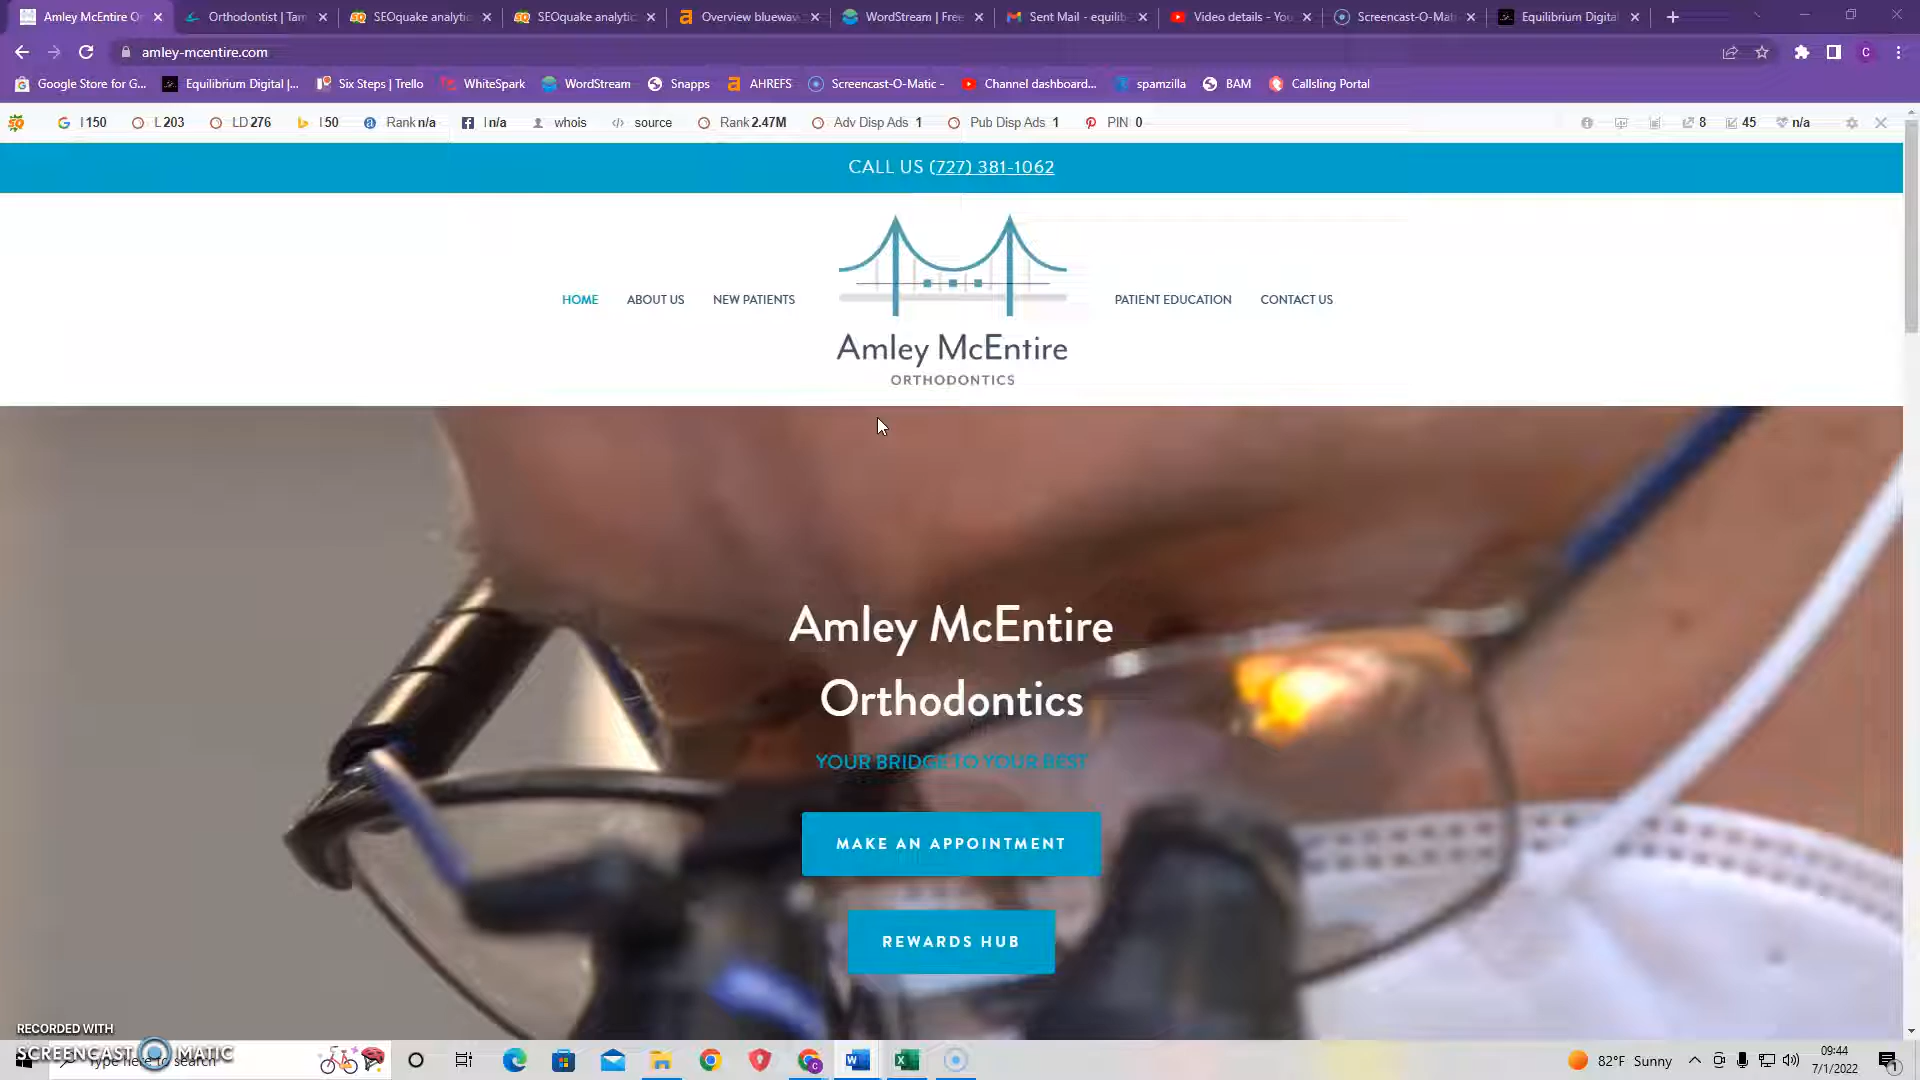 Amley McEntire O
Orthodontist | Tam
SEOquake analytic
SEOquake analytic
Overview bluewav
WordStream | Free
Sent Mail - equilib
Video details - You
Screencast-O-Mat
Equilibrium Digital
amley-mcentire.com
C
Google Store for G...
Equilibrium Digital |...
Six Steps | Trello
WhiteSpark
WordStream
Snapps
AHREFS
Screencast-O-Matic -
Channel dashboard...
spamzilla
BAM
Callsling Portal
I 150
L 203
LD 276
I 50
Rank n/a
I n/a
whois
source
Rank 2.47M
Adv Disp Ads 1
Pub Disp Ads 1
PIN 0
8
45
n/a
CALL US (727) 381-1062
HOME
ABOUT US
NEW PATIENTS
Amley McEntire
ORTHODONTICS
PATIENT EDUCATION
CONTACT US
Amley McEntire
Orthodontics
YOUR BRIDGE TO YOUR BEST
MAKE AN APPOINTMENT
REWARDS HUB
RECORDED WITH
SCREENCAST MATIC
Type here to search
82°F Sunny
09:44
7/1/2022